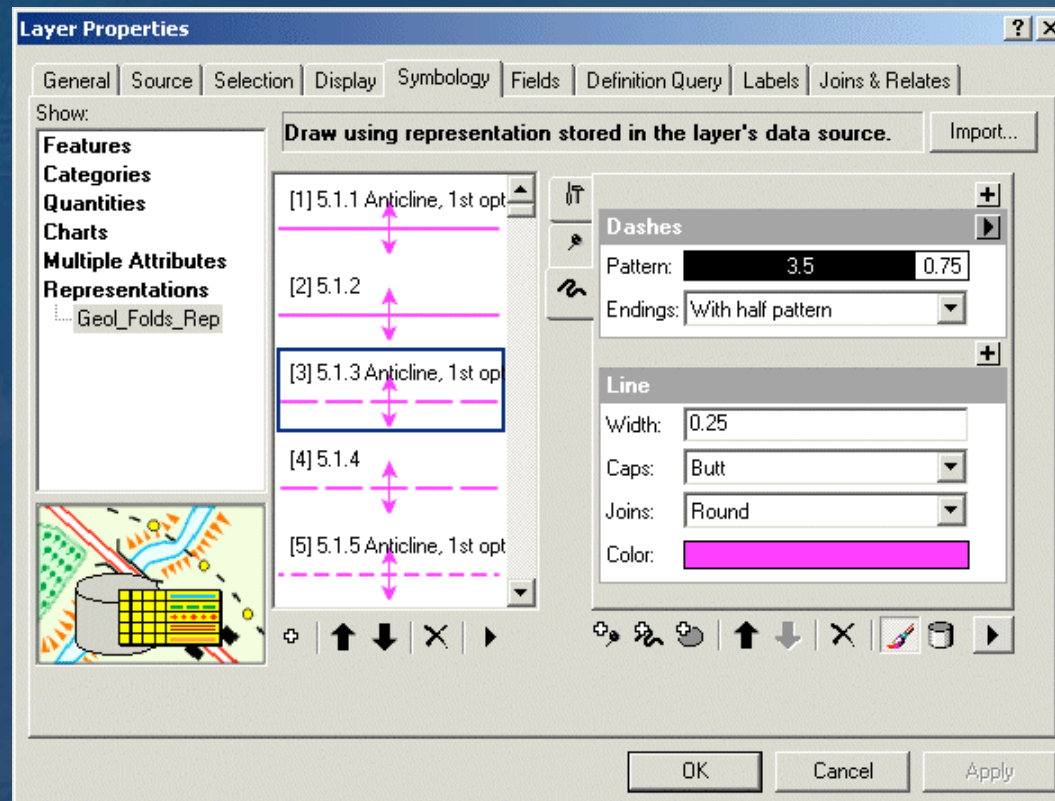 Layer Properties
General Source Selection Display Symbology Fields Definition Query Labels Joins & Relates
Show:
Features
Categories
Quantities
Charts
Multiple Attributes
Representations
Geol_Folds_Rep
Draw using representation stored in the layer's data source.
Import...
[1] 5.1.1 Anticline, 1st opt
[2] 5.1.2
[3] 5.1.3 Anticline, 1st op
[4] 5.1.4
[5] 5.1.5 Anticline, 1st opt
Dashes
Pattern: 3.5 0.75
Endings: With half pattern
Line
Width: 0.25
Caps: Butt
Joins: Round
Color:
OK Cancel Apply